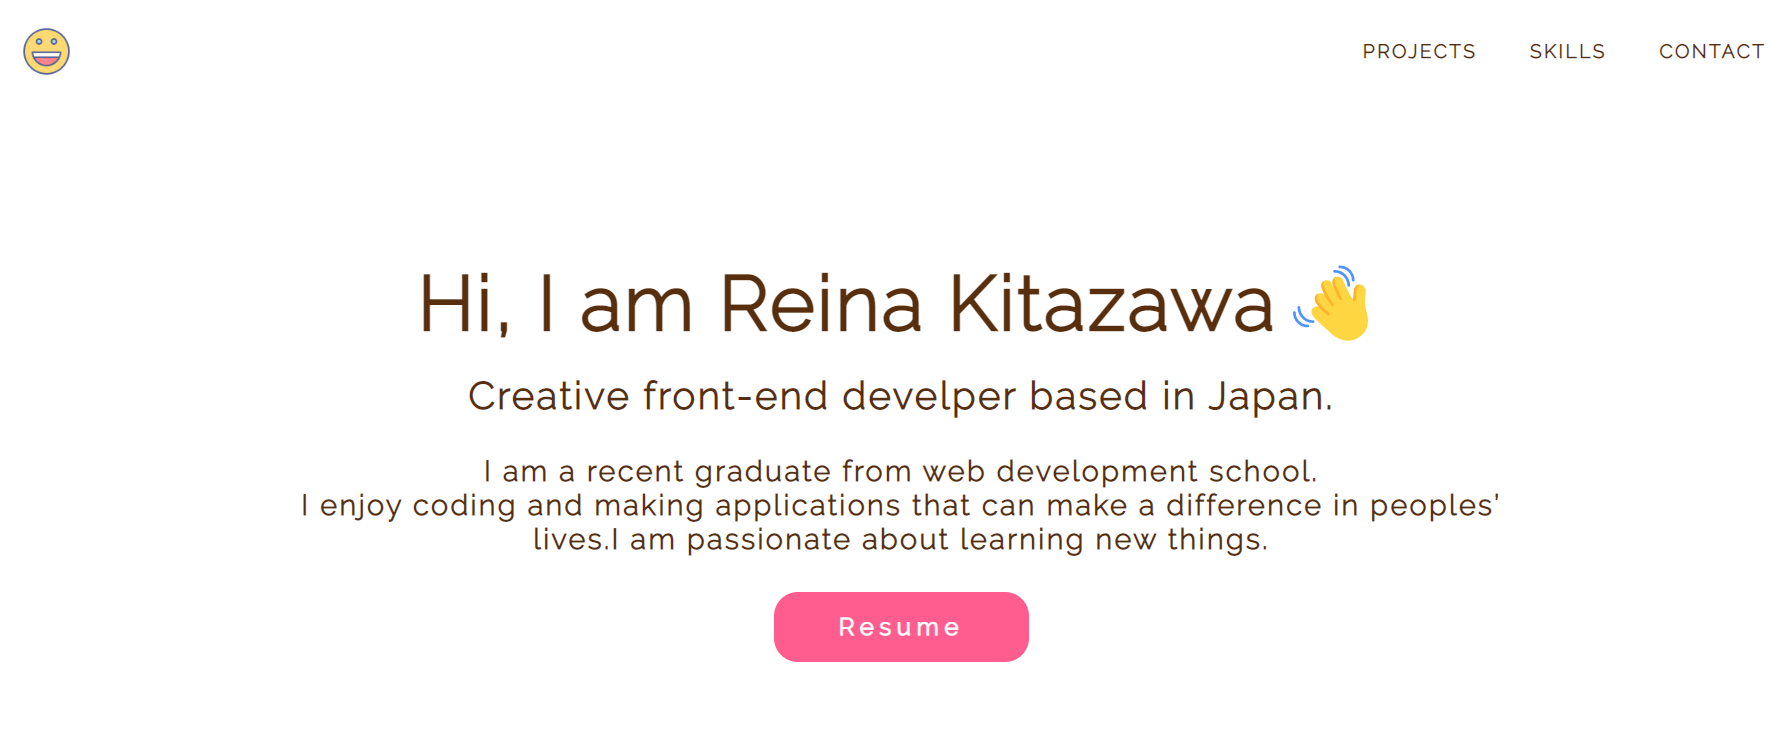 PROJECTS SKILLS CONTACT
Hi, I am Reina Kitazawa
Creative front-end develper based in Japan.
I am a recent graduate from web development school.
I enjoy coding and making applications that can make a difference in peoples’
lives.I am passionate about learning new things.
Resume